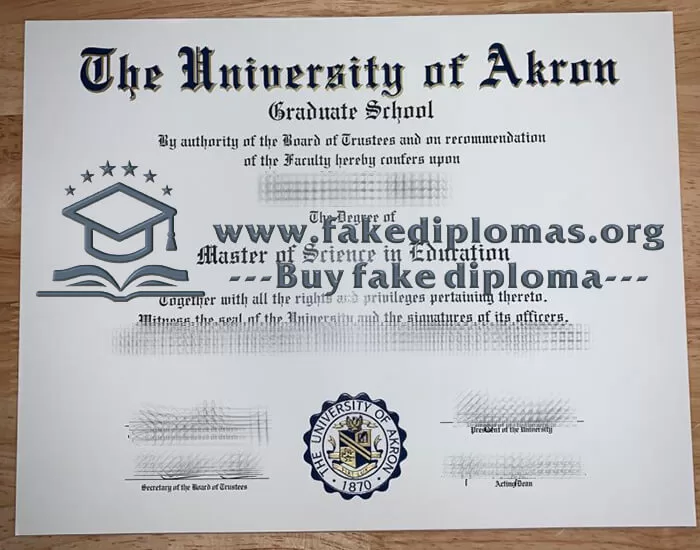 The University of Akron
Graduate School
By authority of the Board of Trustees and on recommendation
of the Faculty hereby confers upon
The Degree of
www.fakediplomas.org
Master of Science in Education
---Buy fake diploma---
Together with all the rights and privileges pertaining thereto.
Witness the seal of the University and the signatures of its officers,
President of the University
THE UNIVERSITY OF AKRON
1870
Secretary of the Board of Trustees
Acting Dean